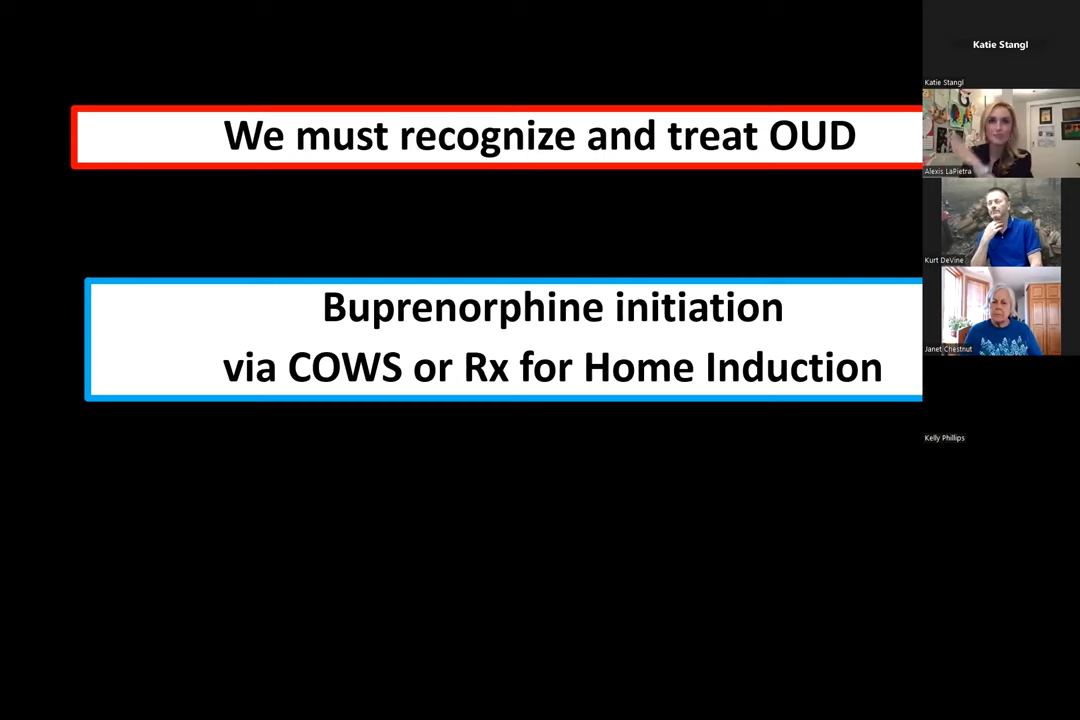 We must recognize and treat OUD
Buprenorphine initiation
via COWS or Rx for Home Induction
Katie Stangl
Katie Stangl
Alexis LaPietra
Kurt DeVine
Janet Chestnut
Kelly Phillips